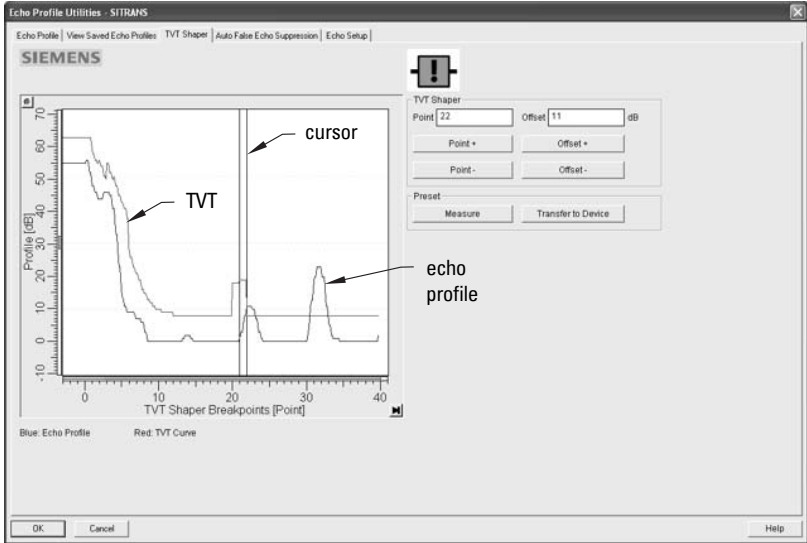 Echo Profile Utilities - SITRANS
Echo Profile | View Saved Echo Profiles | TVT Shaper | Auto False Echo Suppression | Echo Setup
SIEMENS
!
TVT Shaper
Point 22 Offset 11 dB
Point + Offset +
Point - Offset -
Preset
Measure Transfer to Device
cursor
TVT
echo
profile
Profile [dB]
70
60
50
40
30
20
10
0
-10
0 10 20 30 40
TVT Shaper Breakpoints [Point]
Blue: Echo Profile Red: TVT Curve
OK Cancel Help